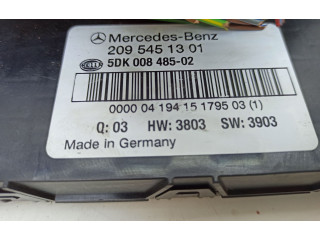 Mercedes-Benz
209 545 13 01
HELLA 5DK 008 485-02
0000 04 194 15 1795 03 (1)
Q: 03 HW: 3803 SW: 3903
Made in Germany